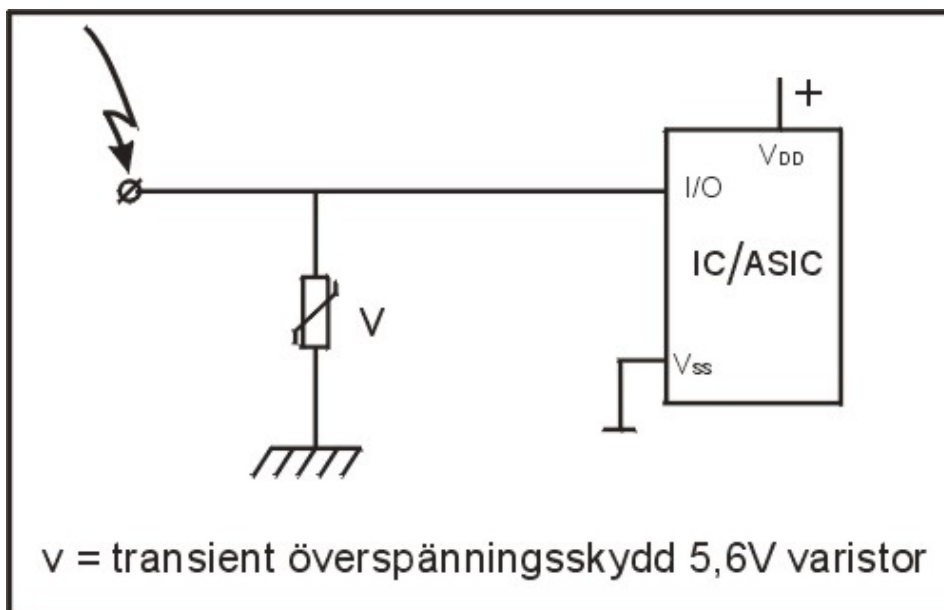 +
VDD
I/O
IC/ASIC
V
Vss
v = transient överspänningsskydd 5,6V varistor